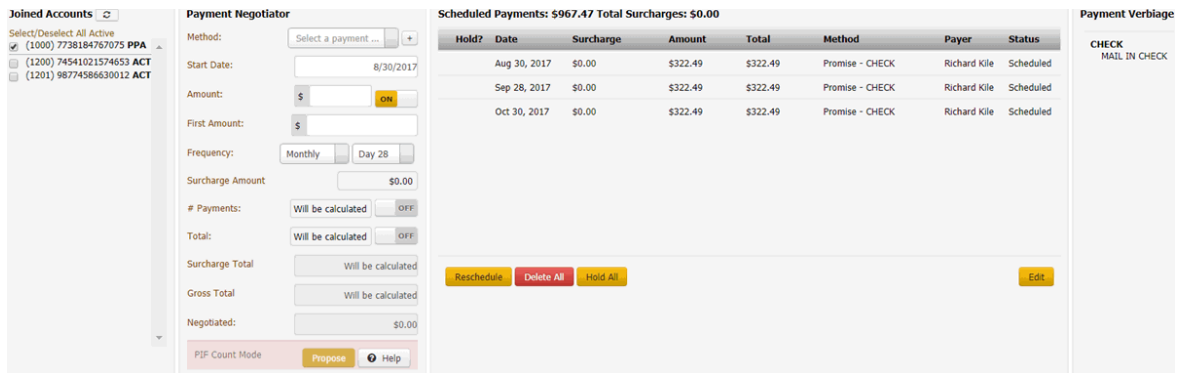 Joined Accounts
Select/Deselect All Active
(1000) 7738184767075 PPA
(1200) 74541021574653 ACT
(1201) 98774586630012 ACT
Payment Negotiator
Method: Select a payment ... +
Start Date: 8/30/2017
Amount: $ ON
First Amount: $
Frequency: Monthly Day 28
Surcharge Amount $0.00
# Payments: Will be calculated OFF
Total: Will be calculated OFF
Surcharge Total Will be calculated
Gross Total Will be calculated
Negotiated: $0.00
PIF Count Mode Propose ? Help
Scheduled Payments: $967.47 Total Surcharges: $0.00
Hold? Date Surcharge Amount Total Method Payer Status
Aug 30, 2017 $0.00 $322.49 $322.49 Promise - CHECK Richard Kile Scheduled
Sep 28, 2017 $0.00 $322.49 $322.49 Promise - CHECK Richard Kile Scheduled
Oct 30, 2017 $0.00 $322.49 $322.49 Promise - CHECK Richard Kile Scheduled
Reschedule Delete All Hold All Edit
Payment Verbiage
CHECK
MAIL IN CHECK